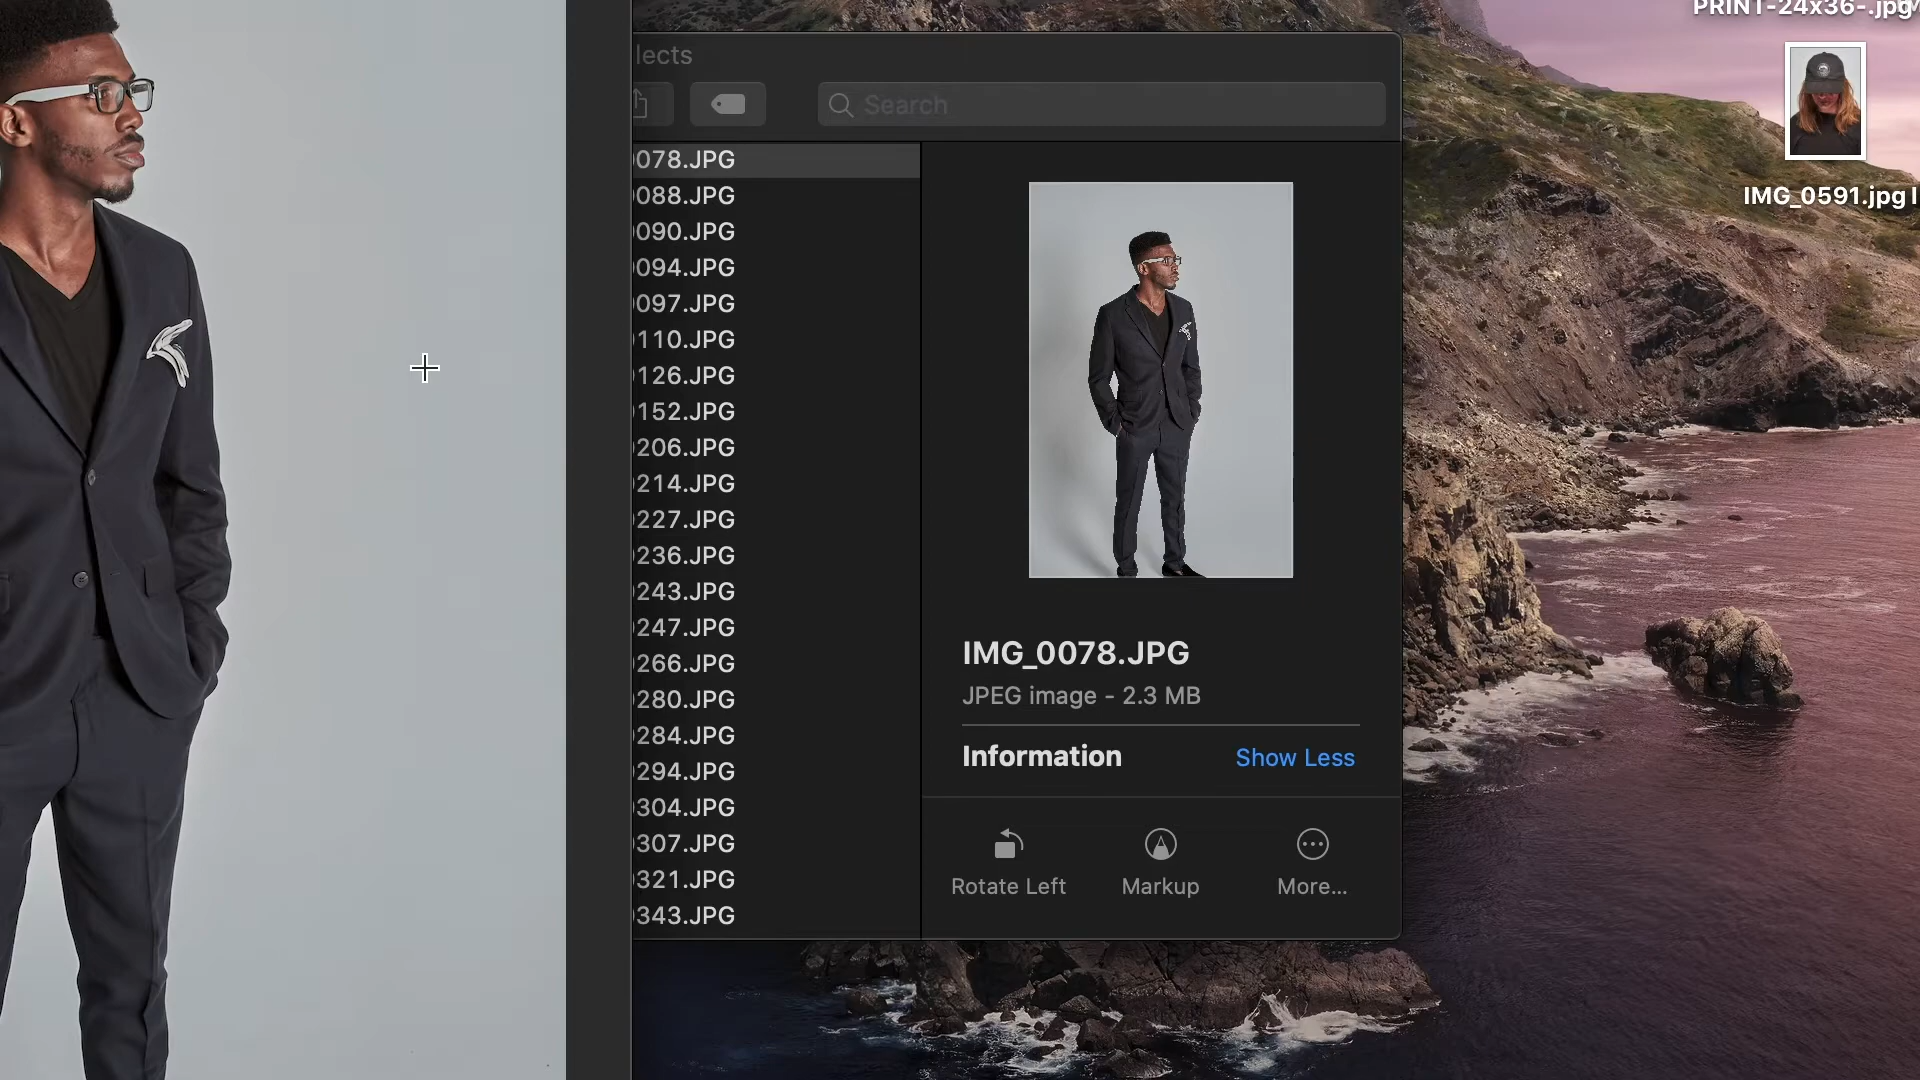 PRINT-24x36-.jpg
lects
Search
078.JPG
088.JPG
090.JPG
094.JPG
097.JPG
110.JPG
126.JPG
152.JPG
206.JPG
214.JPG
227.JPG
236.JPG
243.JPG
247.JPG
266.JPG
280.JPG
284.JPG
294.JPG
304.JPG
307.JPG
321.JPG
343.JPG
IMG_0591.jpg
IMG_0078.JPG
JPEG image - 2.3 MB
Information Show Less
Rotate Left Markup More...